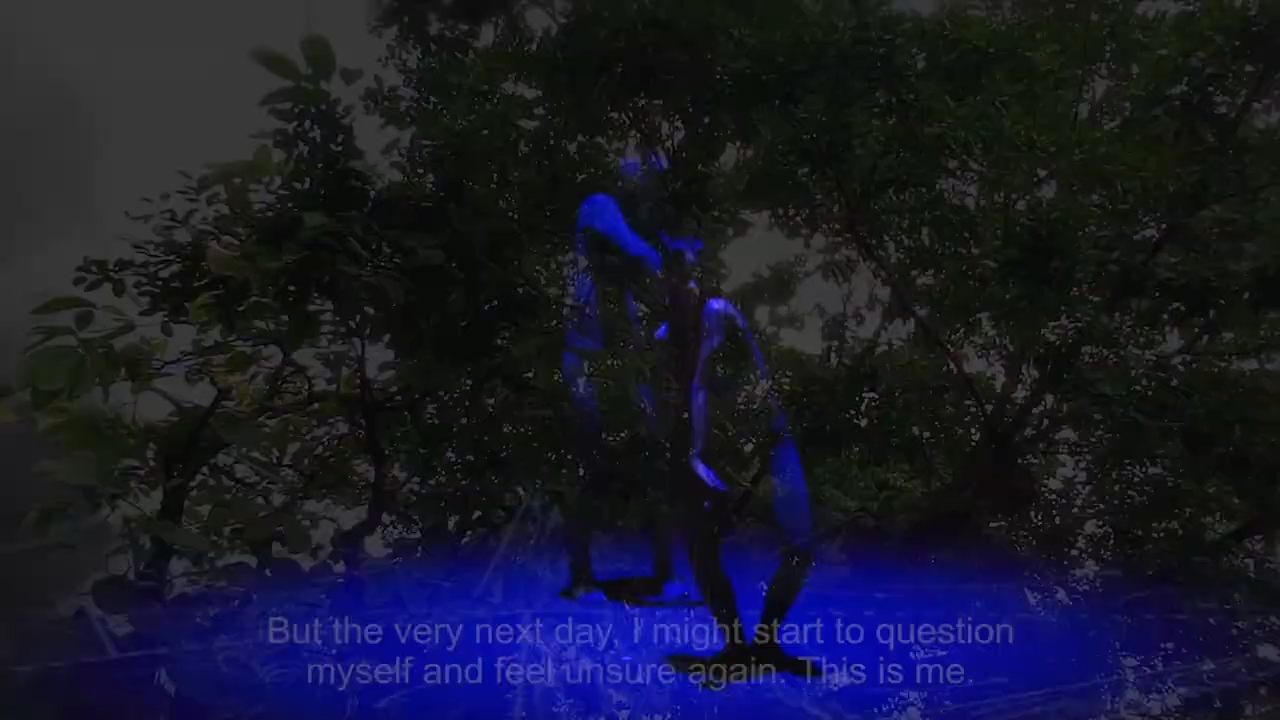 But the very next day, I might start to question
myself and feel unsure again. This is me.